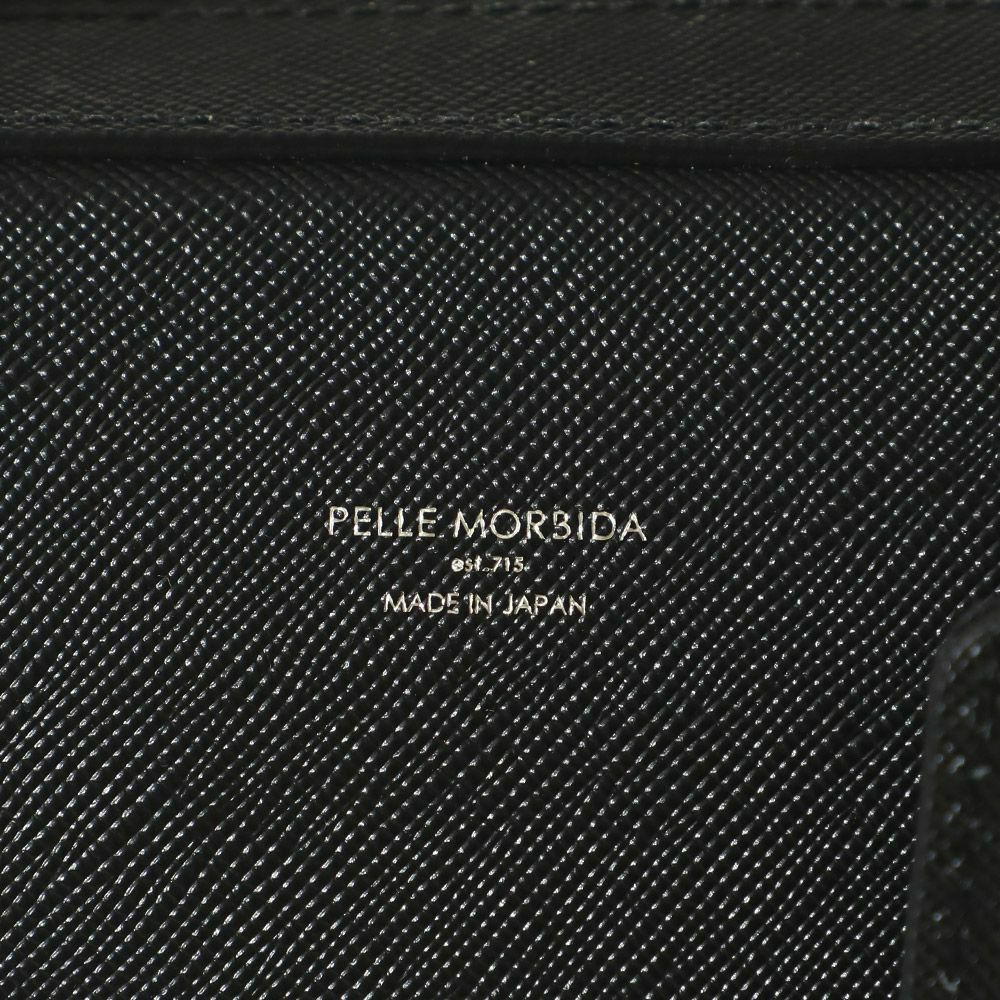 PELLE MORBIDA
est. 715.
MADE IN JAPAN